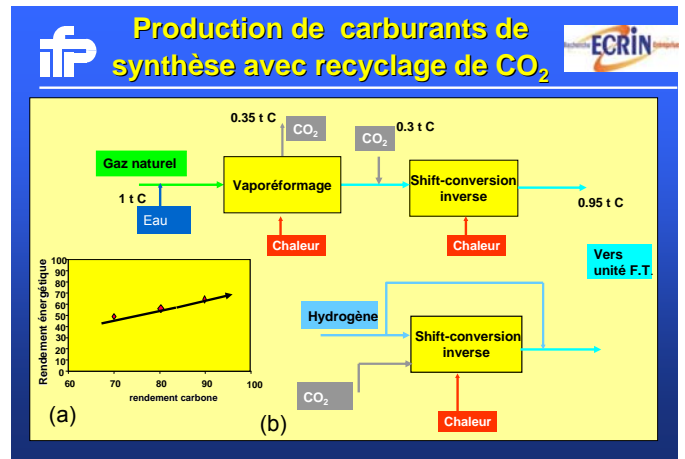 Production de carburants de
synthèse avec recyclage de CO2
ifp
ECRIN
0.35 t C
CO2
CO2
0.3 t C
Gaz naturel
1 t C
Eau
Vaporéformage
Shift-conversion
inverse
0.95 t C
Chaleur
Chaleur
Vers
unité F.T.
Rendement énergétique
100
90
80
70
60
50
40
30
20
10
0
60 70 80 90 100
rendement carbone
(a)
Hydrogène
Shift-conversion
inverse
CO2
(b)
Chaleur